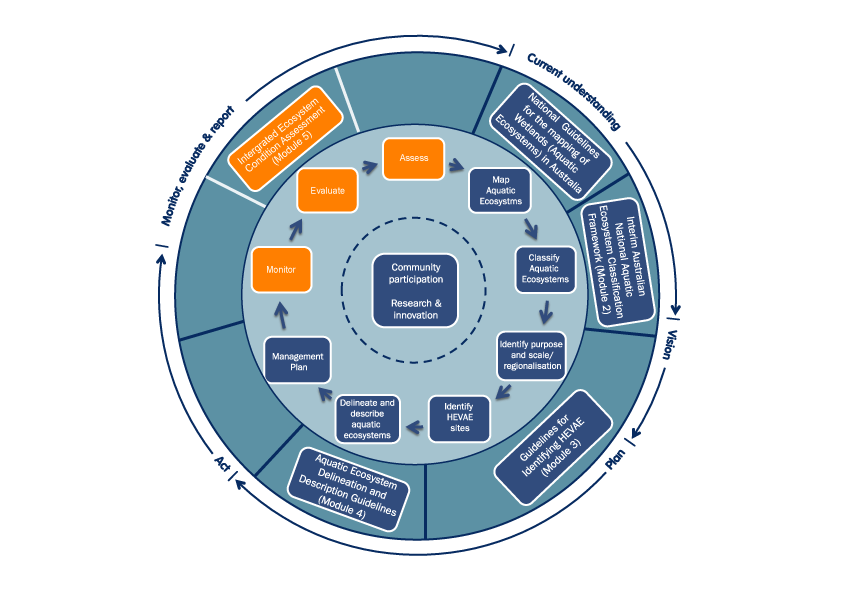 Current understanding
Vision
Plan
Act
Monitor, evaluate & report
National Guidelines
for the mapping of
Wetlands (Aquatic
Ecosystems) in Australia
Interim Australian
National Aquatic
Ecosystem Classification
Framework (Module 2)
Guidelines for
Identifying HEVAE
(Module 3)
Aquatic Ecosystem
Delineation and
Description Guidelines
(Module 4)
Intergrated Ecosystem
Condition Assessment
(Module 5)
Assess
Map
Aquatic
Ecosystms
Classify
Aquatic
Ecosystems
Identify purpose
and scale/
regionalisation
Identify
HEVAE
sites
Delineate and
describe
aquatic
ecosystems
Management
Plan
Monitor
Evaluate
Community
participation
Research &
innovation